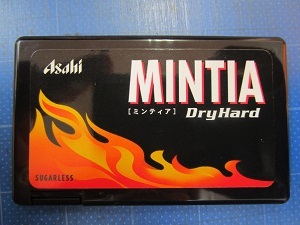 Asahi
MINTIA
[ミンティア] DryHard
SUGARLESS